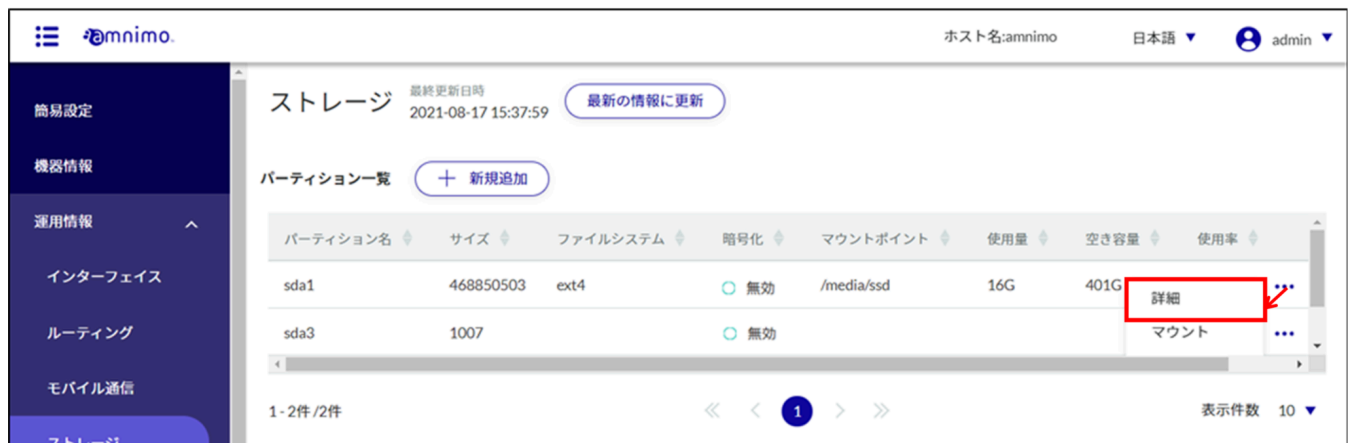 amnimo.
ホスト名:amnimo 日本語 ▼ admin ▼
簡易設定
機器情報
運用情報
インターフェイス
ルーティング
モバイル通信
ストレージ
ストレージ 最終更新日時 2021-08-17 15:37:59 最新の情報に更新
パーティション一覧 + 新規追加
パーティション名 サイズ ファイルシステム 暗号化 マウントポイント 使用量 空き容量 使用率
sda1 468850503 ext4 無効 /media/ssd 16G 401G
詳細
sda3 1007 無効
マウント
1 - 2件 /2件 1 表示件数 10 ▼